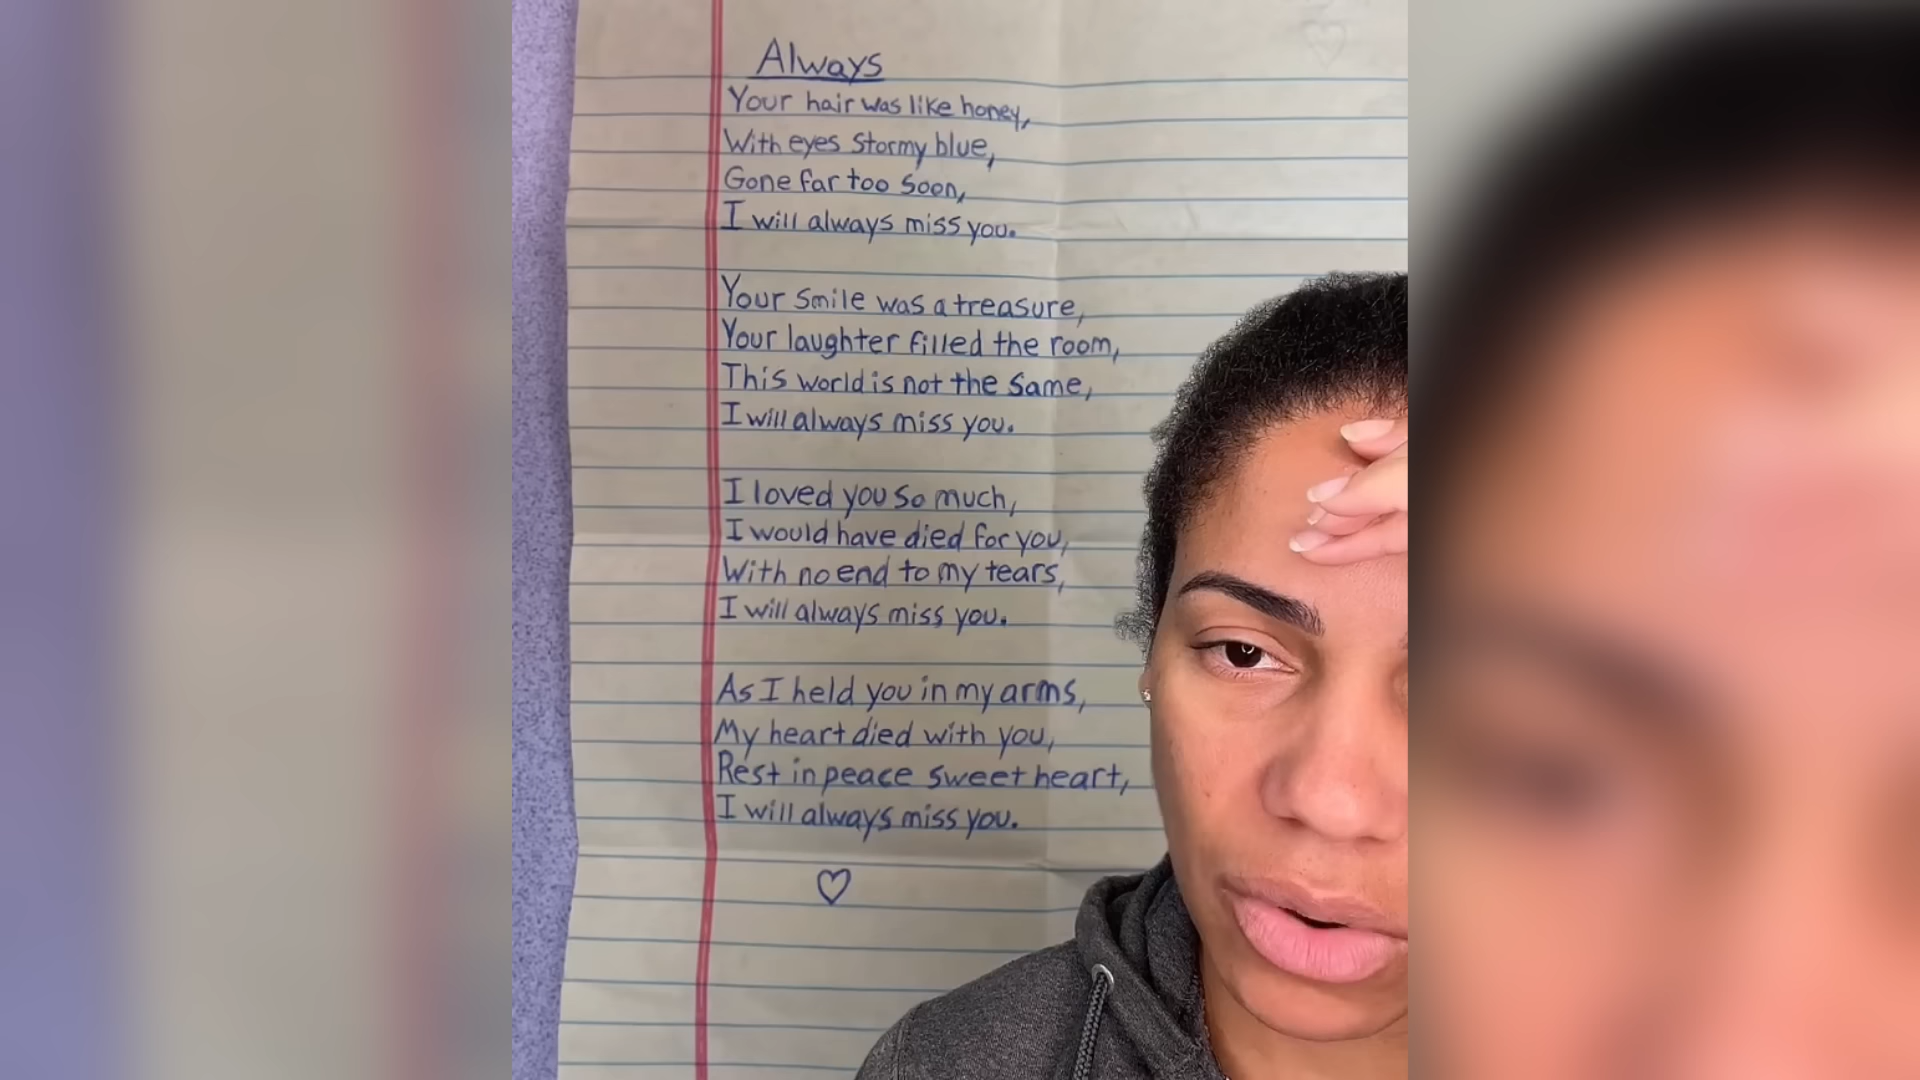 Always
Your hair was like honey,
With eyes stormy blue,
Gone far too soon,
I will always miss you.
Your smile was a treasure,
Your laughter filled the room,
This world is not the same,
I will always miss you.
I loved you so much,
I would have died for you,
With no end to my tears,
I will always miss you.
As I held you in my arms,
My heart died with you,
Rest in peace sweet heart,
I will always miss you.